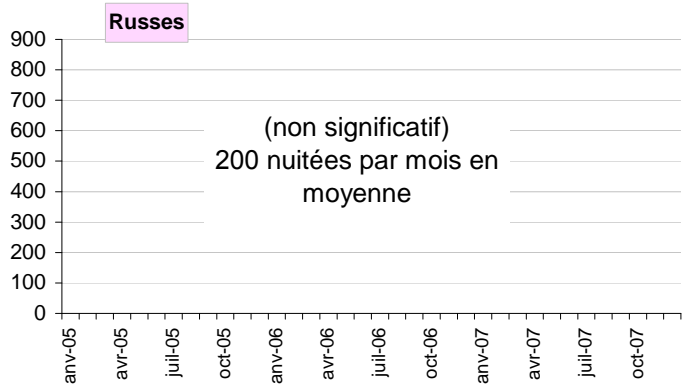 Russes
900
800
700
600
500
400
300
200
100
0
(non significatif)
200 nuitées par mois en
moyenne
anv-05
avr-05
juil-05
oct-05
anv-06
avr-06
juil-06
oct-06
anv-07
avr-07
juil-07
oct-07